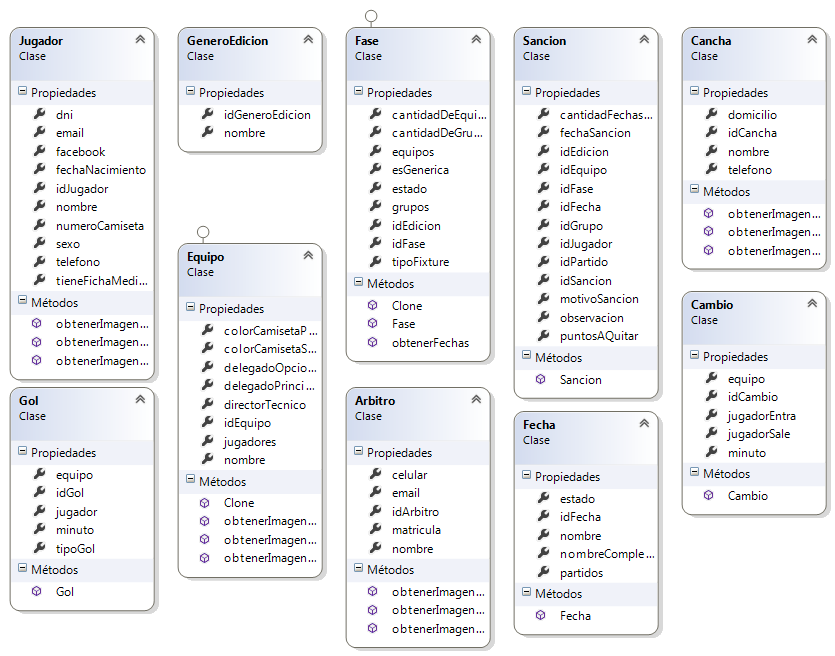 Jugador
Clase
Propiedades
dni
email
facebook
fechaNacimiento
idJugador
nombre
numeroCamiseta
sexo
telefono
tieneFichaMedi...
Métodos
obtenerImagen...
obtenerImagen...
obtenerImagen...
Gol
Clase
Propiedades
equipo
idGol
jugador
minuto
tipoGol
Métodos
Gol
GeneroEdicion
Clase
Propiedades
idGeneroEdicion
nombre
Equipo
Clase
Propiedades
colorCamisetaP...
colorCamisetaS...
delegadoOpcio...
delegadoPrinci...
directorTecnico
idEquipo
jugadores
nombre
Métodos
Clone
obtenerImagen...
obtenerImagen...
obtenerImagen...
Fase
Clase
Propiedades
cantidadDeEqui...
cantidadDeGru...
equipos
esGenerica
estado
grupos
idEdicion
idFase
tipoFixture
Métodos
Clone
Fase
obtenerFechas
Arbitro
Clase
Propiedades
celular
email
idArbitro
matricula
nombre
Métodos
obtenerImagen...
obtenerImagen...
obtenerImagen...
Sancion
Clase
Propiedades
cantidadFechas...
fechaSancion
idEdicion
idEquipo
idFase
idFecha
idGrupo
idJugador
idPartido
idSancion
motivoSancion
observacion
puntosAQuitar
Métodos
Sancion
Fecha
Clase
Propiedades
estado
idFecha
nombre
nombreComple...
partidos
Métodos
Fecha
Cancha
Clase
Propiedades
domicilio
idCancha
nombre
telefono
Métodos
obtenerImagen...
obtenerImagen...
obtenerImagen...
Cambio
Clase
Propiedades
equipo
idCambio
jugadorEntra
jugadorSale
minuto
Métodos
Cambio